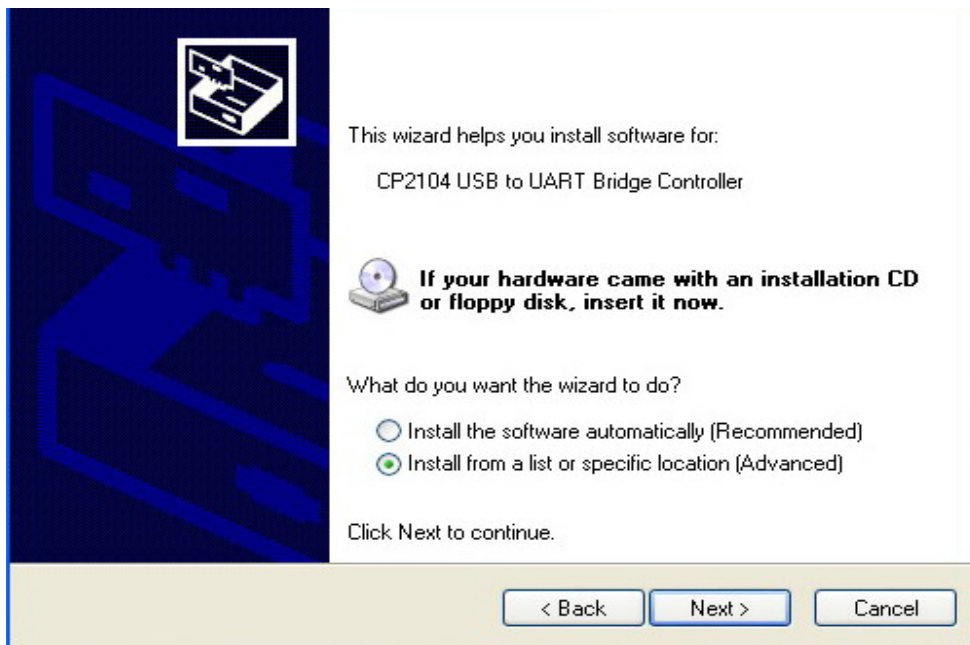 This wizard helps you install software for:
CP2104 USB to UART Bridge Controller
If your hardware came with an installation CD
or floppy disk, insert it now.
What do you want the wizard to do?
Install the software automatically (Recommended)
Install from a list or specific location (Advanced)
Click Next to continue.
< Back
Next >
Cancel